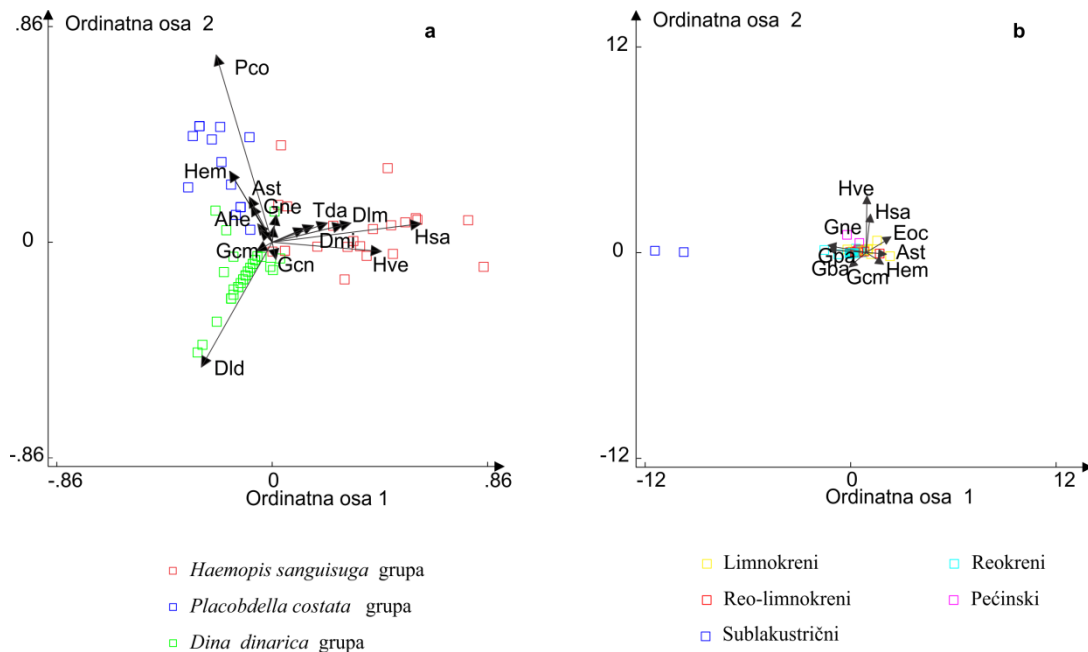 .86
Ordinatna osa 2
a
Pco
Hem
Ast
Gne
Ahe
Tda
Dlm
Hsa
Gcm
Dmi
Gcn
Hve
Dld
0
-.86
-.86
0
.86
Ordinatna osa 1
Ordinatna osa 2
b
12
Hve
Hsa
Gne
Eoc
Gba
Ast
Gba
Hem
Gcm
0
-12
-12
0
12
Ordinatna osa 1
Haemopis sanguisuga grupa
Placobdella costata grupa
Dina dinarica grupa
Limnokreni
Reokreni
Reo-limnokreni
Pećinski
Sublakustrični